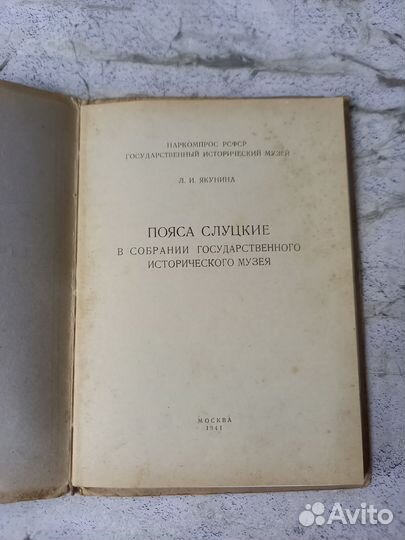 НАРКОМПРОС РСФСР
ГОСУДАРСТВЕННЫЙ ИСТОРИЧЕСКИЙ МУЗЕЙ
Л. И. ЯКУНИНА
ПОЯСА СЛУЦКИЕ
В СОБРАНИИ ГОСУДАРСТВЕННОГО
ИСТОРИЧЕСКОГО МУЗЕЯ
МОСКВА
1941
Avito